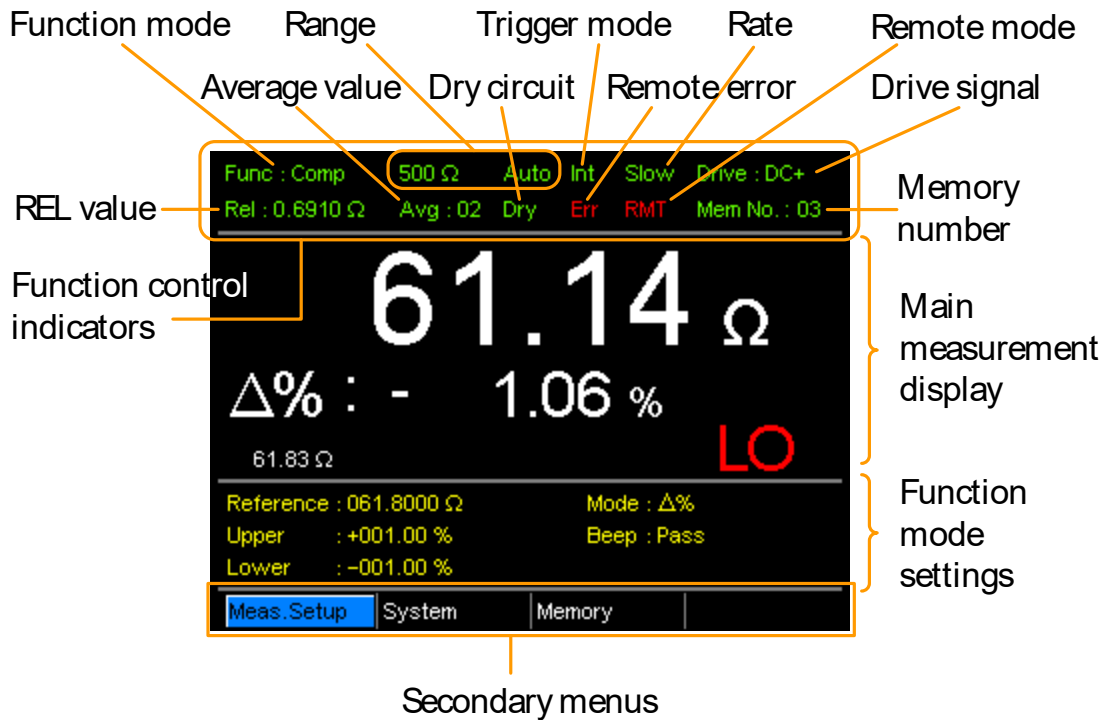 Function mode Range Trigger mode Rate Remote mode
Average value Dry circuit Remote error Drive signal
Func : Comp 500 Ω Auto Int Slow Drive : DC+
REL value Rel : 0.6910 Ω Avg : 02 Dry Err RMT Mem No. : 03
Memory
number
Function control
indicators
61.14 Ω
Main
measurement
display
Δ% : - 1.06 %
LO
61.83 Ω
Reference : 061.8000 Ω Mode : Δ%
Upper : +001.00 % Beep : Pass
Lower : −001.00 %
Function
mode
settings
Meas.Setup System Memory
Secondary menus